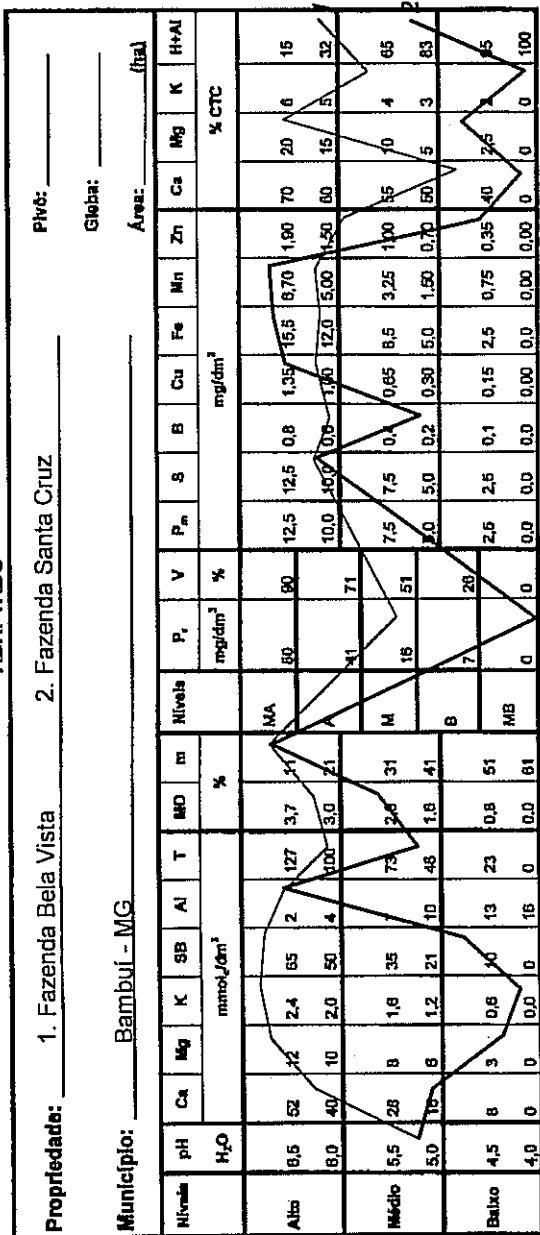 Propriedade: 1. Fazenda Bela Vista 2. Fazenda Santa Cruz Pivô:
Gleba:
Município: Bambuí - MG Área: (ha)
Níveis pH Ca Mg K SB Al T MO m Níveis Pr V Pm S B Cu Fe Mn Zn Ca Mg K H+Al
H₂O mmolc/dm³ % mg/dm³ % mg/dm³ % CTC
Alto 6,5 52 12 2,4 65 2 127 3,7 11 MA 80 90 12,5 12,5 0,8 1,35 15,5 8,70 1,90 70 20 6 15
6,0 40 10 2,0 50 4 100 3,0 21 A 41 71 10,0 10,0 0,6 1,00 12,0 5,00 1,50 60 15 5 32
Médio 5,5 28 8 1,6 35 73 31 M 16 51 7,5 7,5 0,65 8,5 3,25 1,00 55 10 4 65
5,0 16 6 1,2 21 10 48 1,8 41 B 7 26 5,0 5,0 0,2 0,30 5,0 1,50 0,70 50 5 3 83
Baixo 4,5 8 3 0,6 10 13 23 0,8 51 MB 0 0 2,5 2,5 0,1 0,15 2,5 0,75 0,35 40 2,5 2
4,0 0 0 0,0 0 16 0 0,0 61 0,0 0,0 0,0 0,00 0,0 0,00 0,00 0 0 0 100
1
2